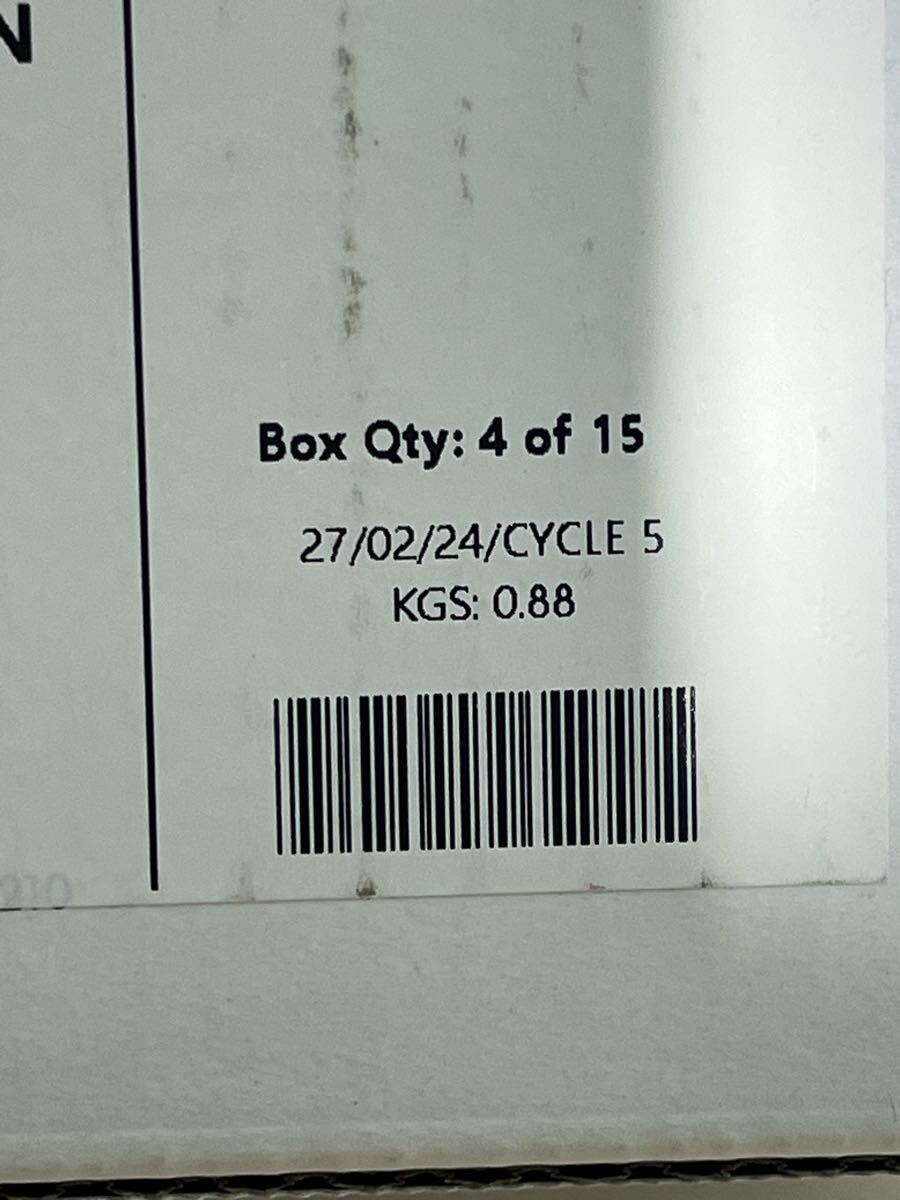 N
Box Qty: 4 of 15
27/02/24/CYCLE 5
KGS: 0.88